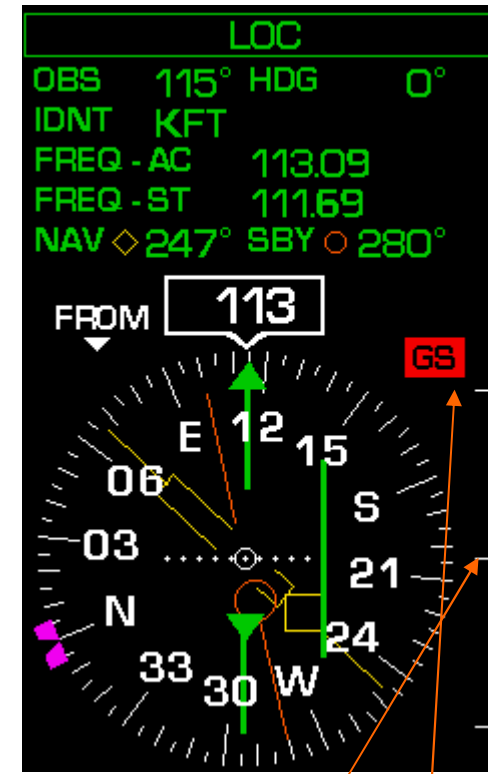 LOC
OBS 115° HDG 0°
IDNT KFT
FREQ - AC 113.09
FREQ - ST 111.69
NAV 247° SBY 280°
FROM 113
GS
E 12 15
06 S
03 21
N 24
33 30 W